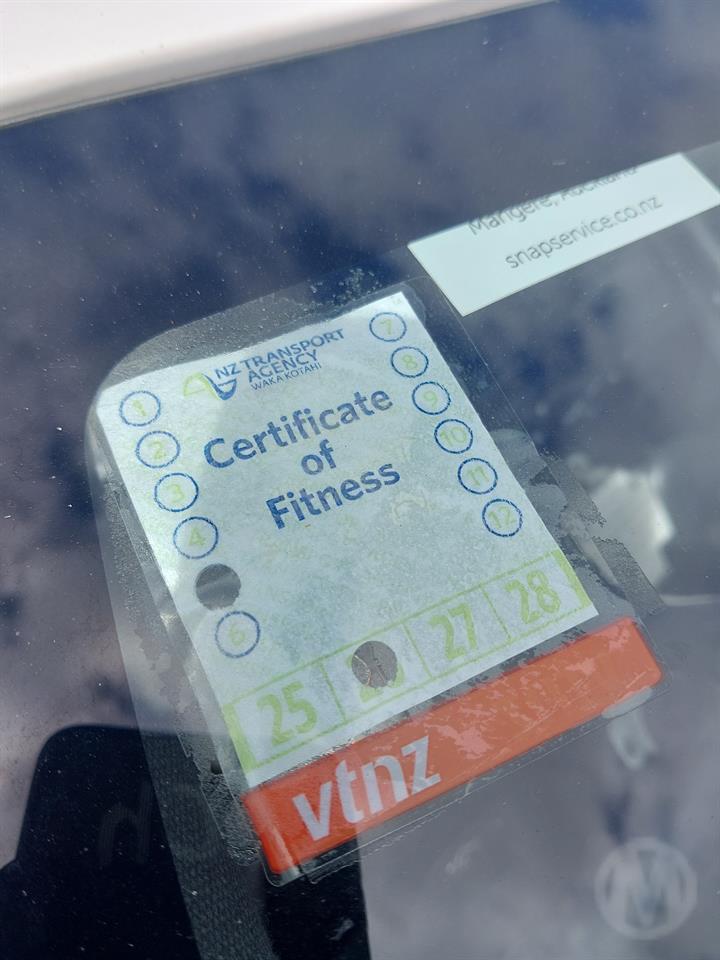 Mangere, Auckland
snapservice.co.nz
NZ TRANSPORT
AGENCY
WAKA KOTAHI
Certificate
of
Fitness
1
2
3
4
6
7
8
9
10
11
12
25
27
28
vtnz
M